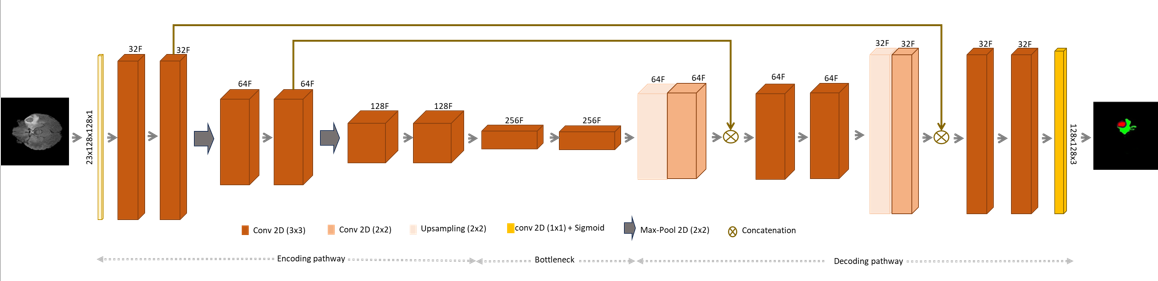 32F
32F
32F
32F
32F
32F
64F
64F
64F
64F
64F
64F
128F
128F
256F
256F
23x128x128x1
128x128x3
Conv 2D (3x3)
Conv 2D (2x2)
Upsampling (2x2)
conv 2D (1x1) + Sigmoid
Max-Pool 2D (2x2)
Concatenation
Encoding pathway
Bottleneck
Decoding pathway